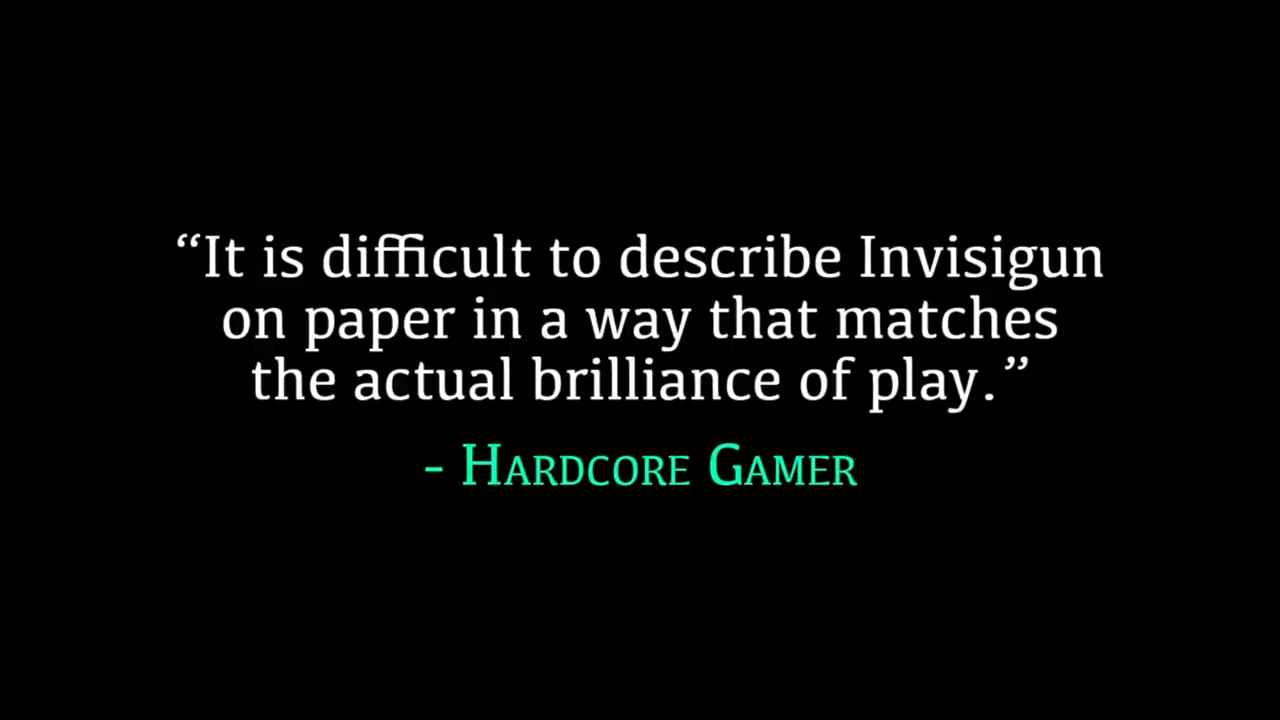 “It is difficult to describe Invisigun
on paper in a way that matches
the actual brilliance of play.”
- HARDCORE GAMER